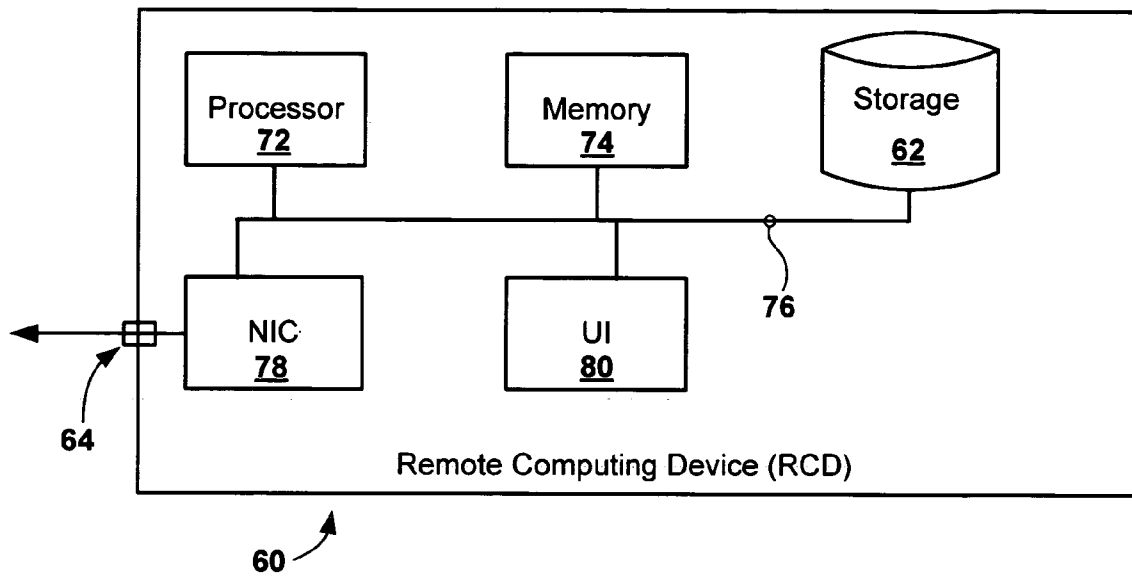 Processor
72
Memory
74
Storage
62
76
NIC
78
UI
80
64
Remote Computing Device (RCD)
60